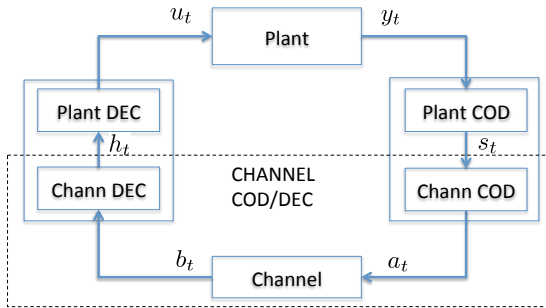 u_t
Plant
y_t
Plant DEC
Plant COD
h_t
s_t
Chann DEC
CHANNEL
COD/DEC
Chann COD
b_t
Channel
a_t